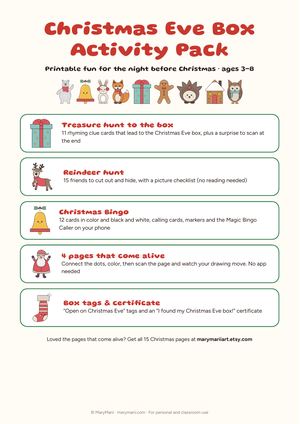 Christmas Eve Box
Activity Pack
Printable fun for the night before Christmas · ages 3–8
Treasure hunt to the box
11 rhyming clue cards that lead to the Christmas Eve box, plus a surprise to scan at
the end
Reindeer hunt
15 friends to cut out and hide, with a picture checklist (no reading needed)
Christmas Bingo
12 cards in color and black and white, calling cards, markers and the Magic Bingo
Caller on your phone
4 pages that come alive
Connect the dots, color, then scan the page and watch your drawing move. No app
needed
Box tags & certificate
"Open on Christmas Eve" tags and an "I found my Christmas Eve box!" certificate
Loved the pages that come alive? Get all 15 Christmas pages at marymariiart.etsy.com
© MaryMarii · marymarii.com · For personal and classroom use